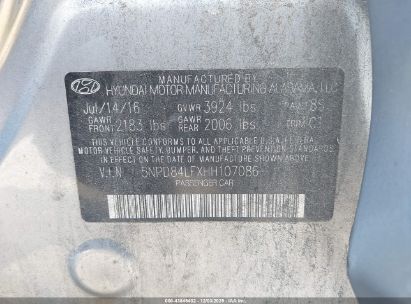 MANUFACTURED BY
HYUNDAI MOTOR MANUFACTURING ALABAMA, LLC
Jul/14/16 GVWR 3924 lbs
GAWR GAWR
FRONT 2183 lbs REAR 2006 lbs
THIS VEHICLE CONFORMS TO ALL APPLICABLE U.S. FEDERAL
MOTOR VEHICLE SAFETY, BUMPER, AND THEFT PREVENTION
STANDARDS IN EFFECT ON THE DATE OF MANUFACTURE SHOWN
ABOVE.
V.I.N 5NPD84LFXHH107086
PASSENGER CAR